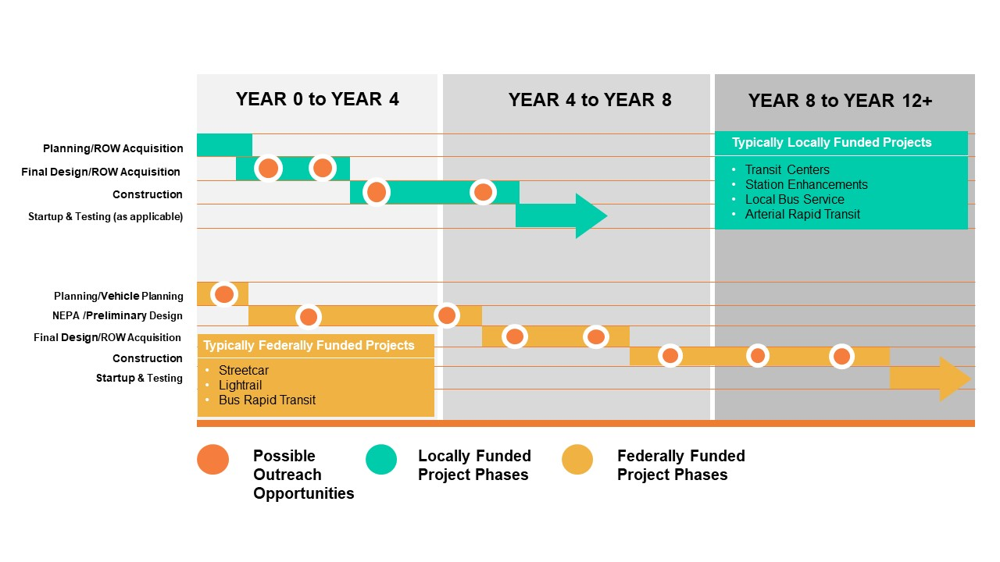 YEAR 0 to YEAR 4
YEAR 4 to YEAR 8
YEAR 8 to YEAR 12+
Planning/ROW Acquisition
Final Design/ROW Acquisition
Construction
Startup & Testing (as applicable)
Typically Locally Funded Projects
• Transit Centers
• Station Enhancements
• Local Bus Service
• Arterial Rapid Transit
Planning/Vehicle Planning
NEPA /Preliminary Design
Final Design/ROW Acquisition
Construction
Startup & Testing
Typically Federally Funded Projects
• Streetcar
• Lightrail
• Bus Rapid Transit
Possible
Outreach
Opportunities
Locally Funded
Project Phases
Federally Funded
Project Phases